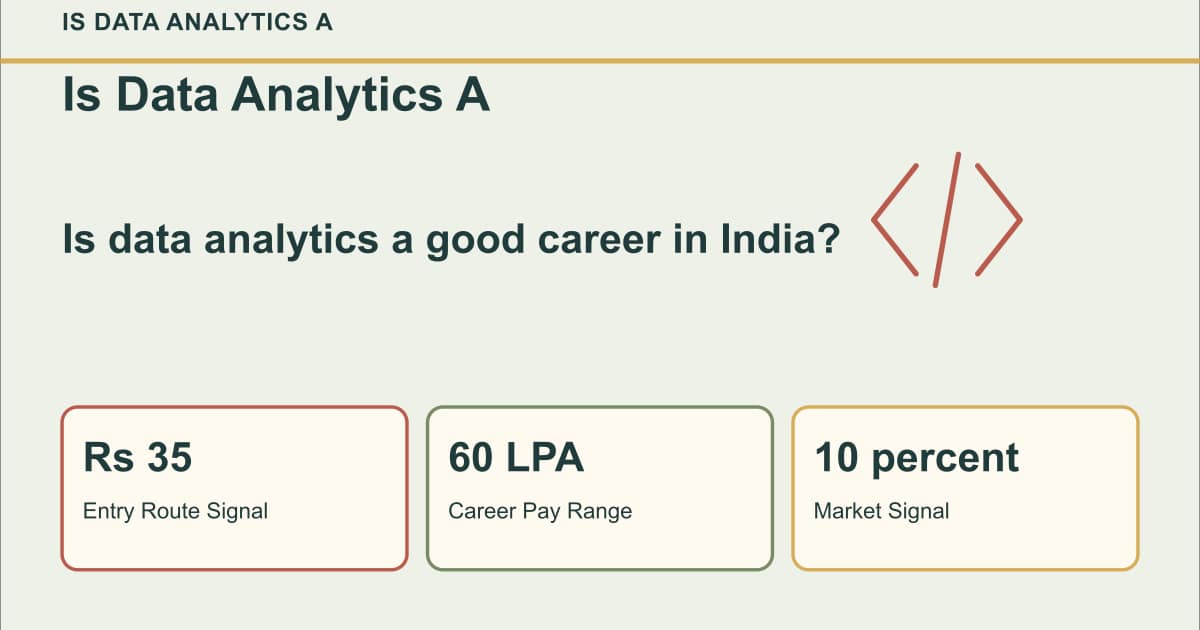 IS DATA ANALYTICS A
Is Data Analytics A
Is data analytics a good career in India?
Rs 35
Entry Route Signal
60 LPA
Career Pay Range
10 percent
Market Signal